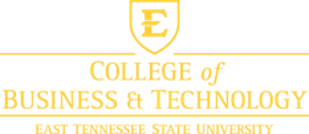 E
COLLEGE of
BUSINESS & TECHNOLOGY
EAST TENNESSEE STATE UNIVERSITY